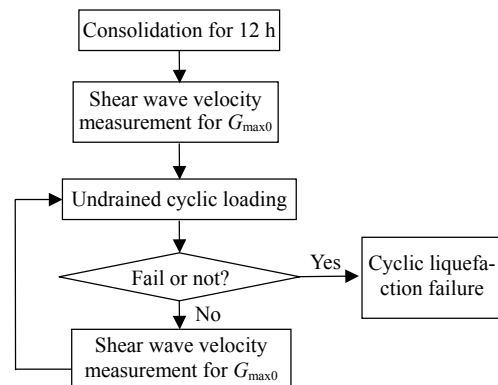 Consolidation for 12 h
Shear wave velocity
measurement for Gmax0
Undrained cyclic loading
Fail or not?
Yes
Cyclic liquefa-
ction failure
No
Shear wave velocity
measurement for Gmax0